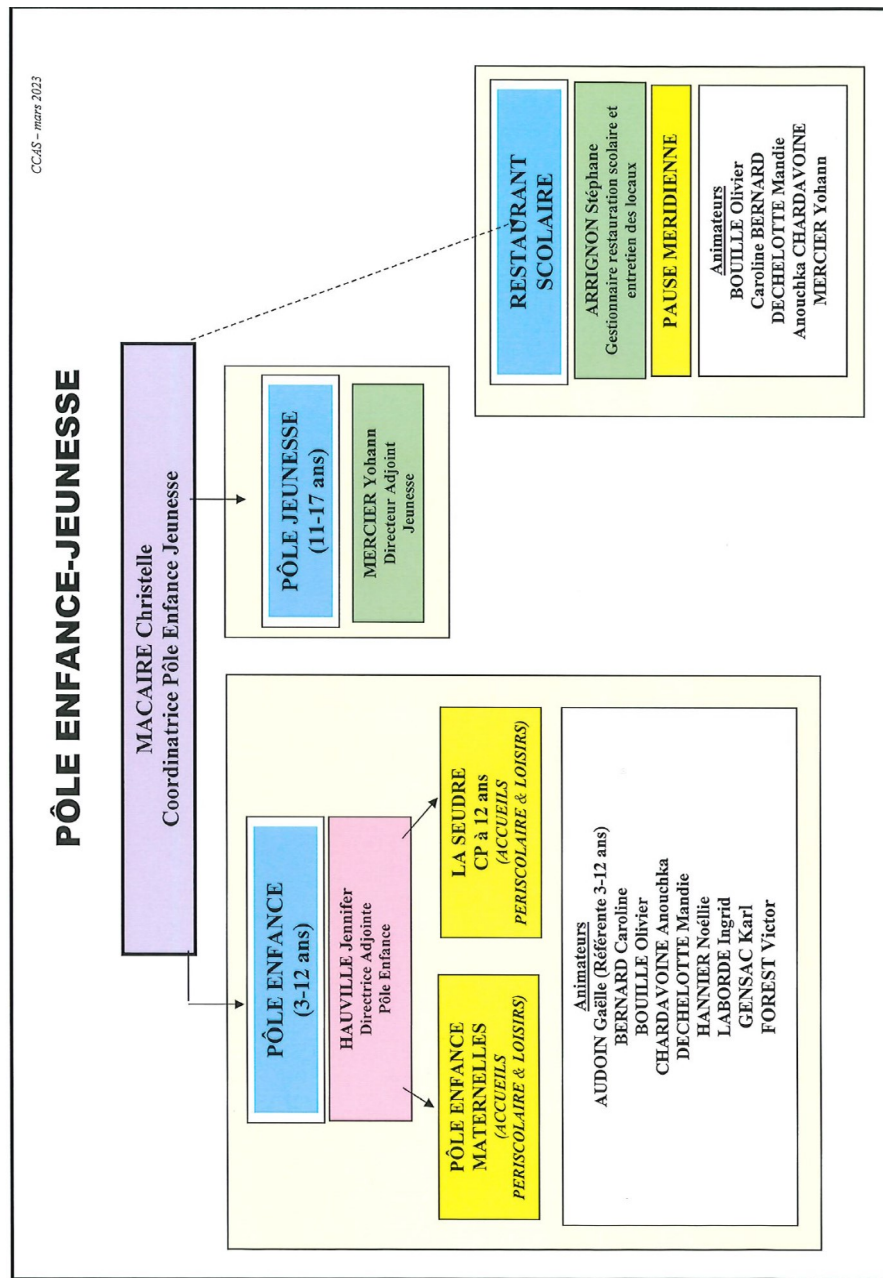 CCAS – mars 2023
PÔLE ENFANCE-JEUNESSE
MACAIRE Christelle
Coordinatrice Pôle Enfance Jeunesse
PÔLE ENFANCE
(3-12 ans)
HAUVILLE Jennifer
Directrice Adjointe
Pôle Enfance
PÔLE ENFANCE
MATERNELLES
(ACCUEILS
PERISCOLAIRE & LOISIRS)
LA SEUDRE
CP à 12 ans
(ACCUEILS
PERISCOLAIRE & LOISIRS)
Animateurs
AUDOIN Gaëlle (Référente 3-12 ans)
BERNARD Caroline
BOUILLE Olivier
CHARDAVOINE Anouchka
DECHELOTTE Mandie
HANNIER Noëllie
LABORDE Ingrid
GENSAC Karl
FOREST Victor
PÔLE JEUNESSE
(11-17 ans)
MERCIER Yohann
Directeur Adjoint
Jeunesse
RESTAURANT
SCOLAIRE
ARRIGNON Stéphane
Gestionnaire restauration scolaire et
entretien des locaux
PAUSE MERIDIENNE
Animateurs
BOUILLE Olivier
Caroline BERNARD
DECHELOTTE Mandie
Anouchka CHARDAVOINE
MERCIER Yohann